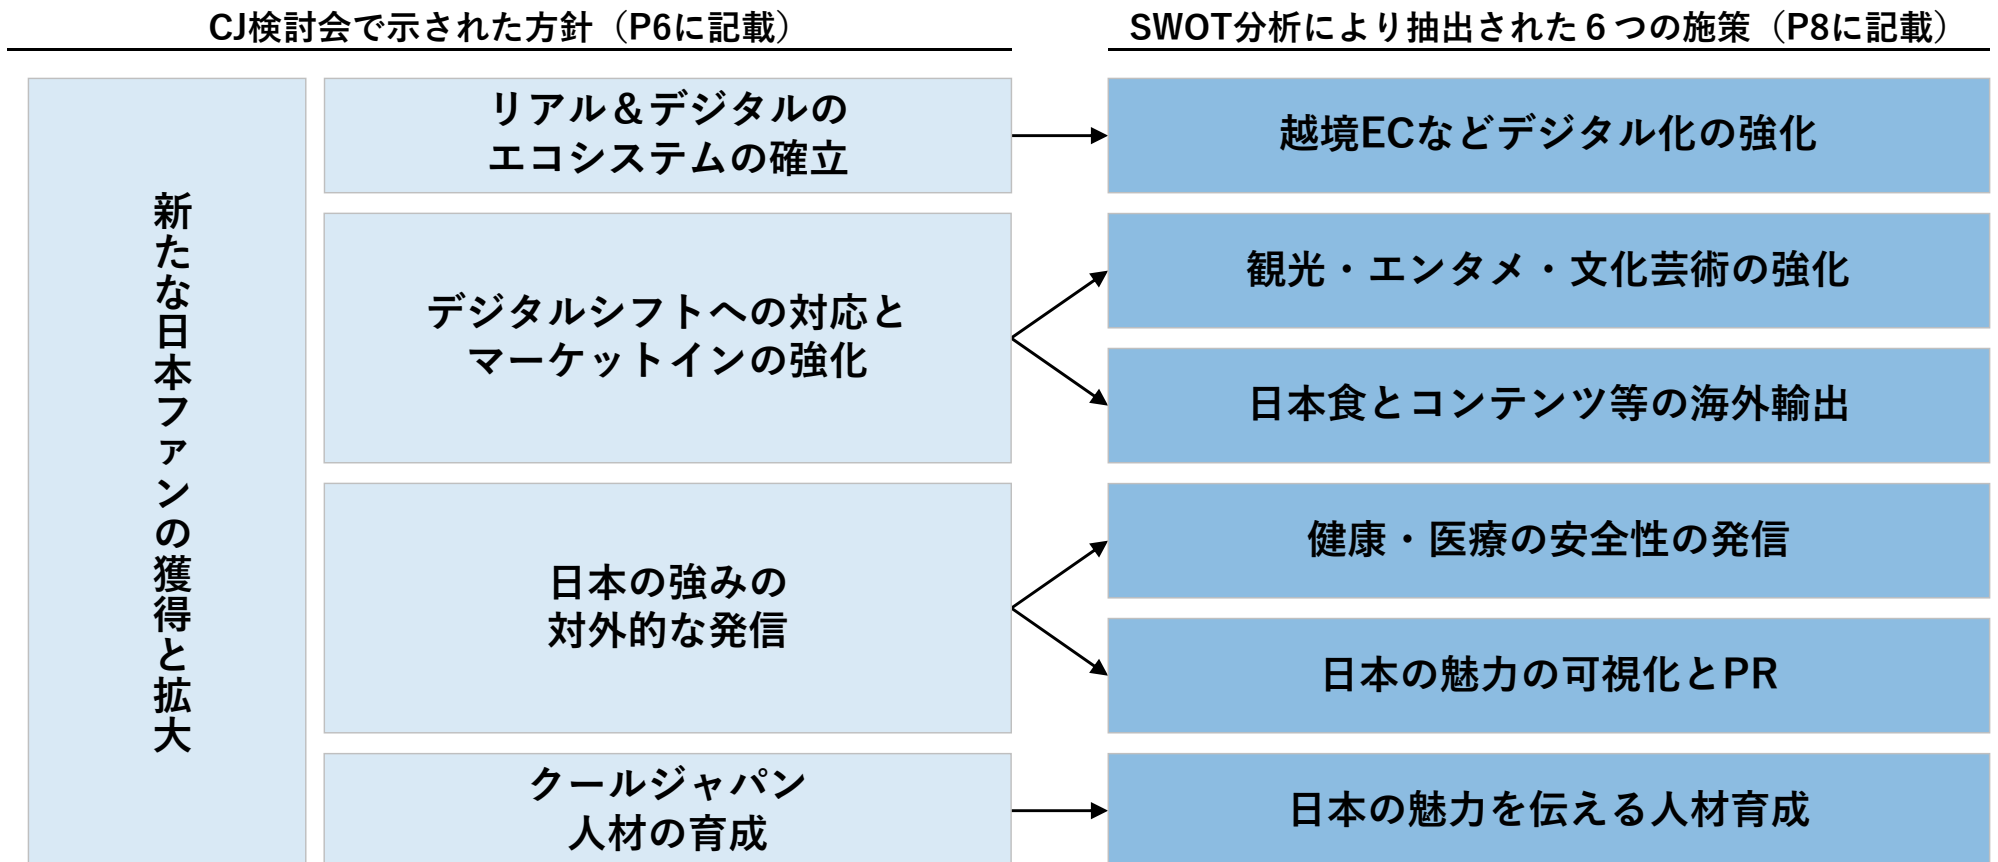 CJ検討会で示された方針（P6に記載）
SWOT分析により抽出された６つの施策（P8に記載）
新たな日本ファンの獲得と拡大
リアル＆デジタルの
エコシステムの確立
越境ECなどデジタル化の強化
デジタルシフトへの対応と
マーケットインの強化
観光・エンタメ・文化芸術の強化
日本食とコンテンツ等の海外輸出
日本の強みの
対外的な発信
健康・医療の安全性の発信
日本の魅力の可視化とPR
クールジャパン
人材の育成
日本の魅力を伝える人材育成